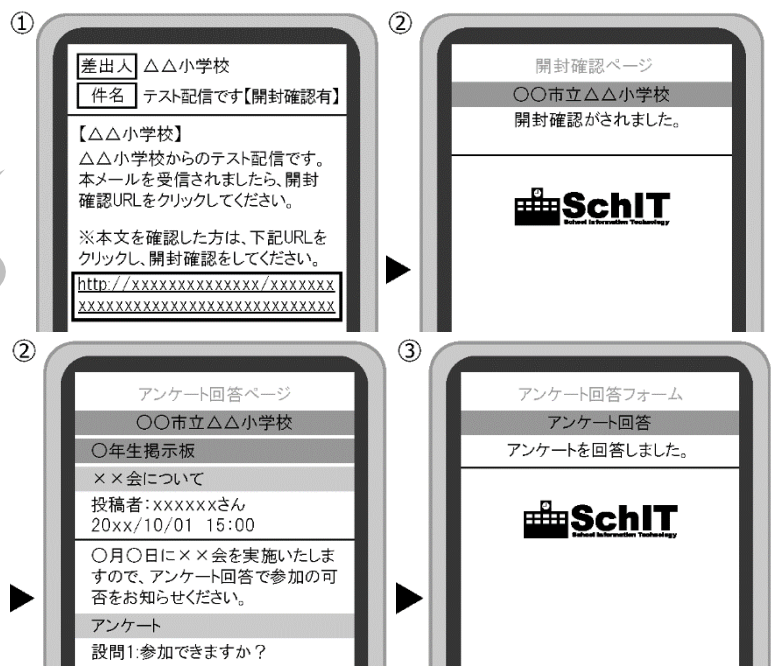 ①
差出人 △△小学校
件名 テスト配信です【開封確認有】
【△△小学校】
△△小学校からのテスト配信です。
本メールを受信されましたら、開封
確認URLをクリックしてください。
※本文を確認した方は、下記URLを
クリックし、開封確認をしてください。
http://xxxxxxxxxxxxxx/xxxxxxx
xxxxxxxxxxxxxxxxxxxxxxxxxxxx
②
開封確認ページ
〇〇市立△△小学校
開封確認がされました。
SchIT
School Information Technology
②
アンケート回答ページ
〇〇市立△△小学校
〇年生掲示板
××会について
投稿者:xxxxxxさん
20xx/10/01 15:00
〇月〇日に××会を実施いたしま
すので、アンケート回答で参加の可
否をお知らせください。
アンケート
設問1:参加できますか？
③
アンケート回答フォーム
アンケート回答
アンケートを回答しました。
SchIT
School Information Technology